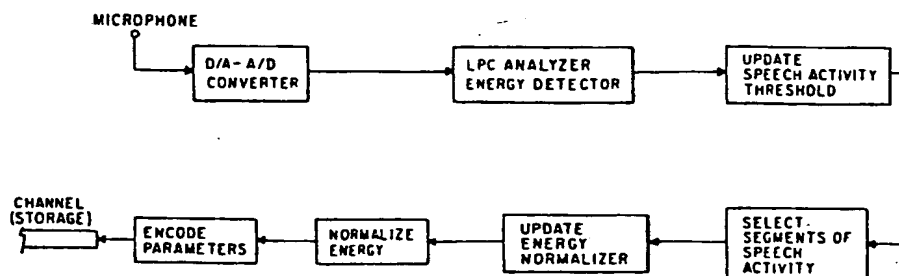 MICROPHONE
D/A-A/D
CONVERTER
LPC ANALYZER
ENERGY DETECTOR
UPDATE
SPEECH ACTIVITY
THRESHOLD
CHANNEL
(STORAGE)
ENCODE
PARAMETERS
NORMALIZE
ENERGY
UPDATE
ENERGY
NORMALIZER
SELECT-
SEGMENTS OF
SPEECH
ACTIVITY